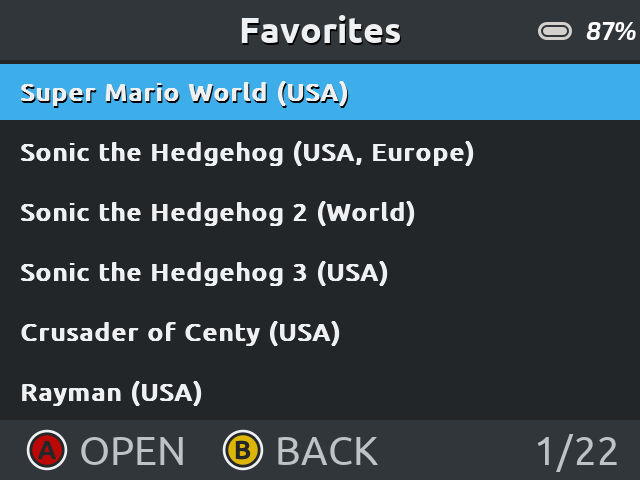 Favorites 87%
Super Mario World (USA)
Sonic the Hedgehog (USA, Europe)
Sonic the Hedgehog 2 (World)
Sonic the Hedgehog 3 (USA)
Crusader of Centy (USA)
Rayman (USA)
A OPEN B BACK 1/22